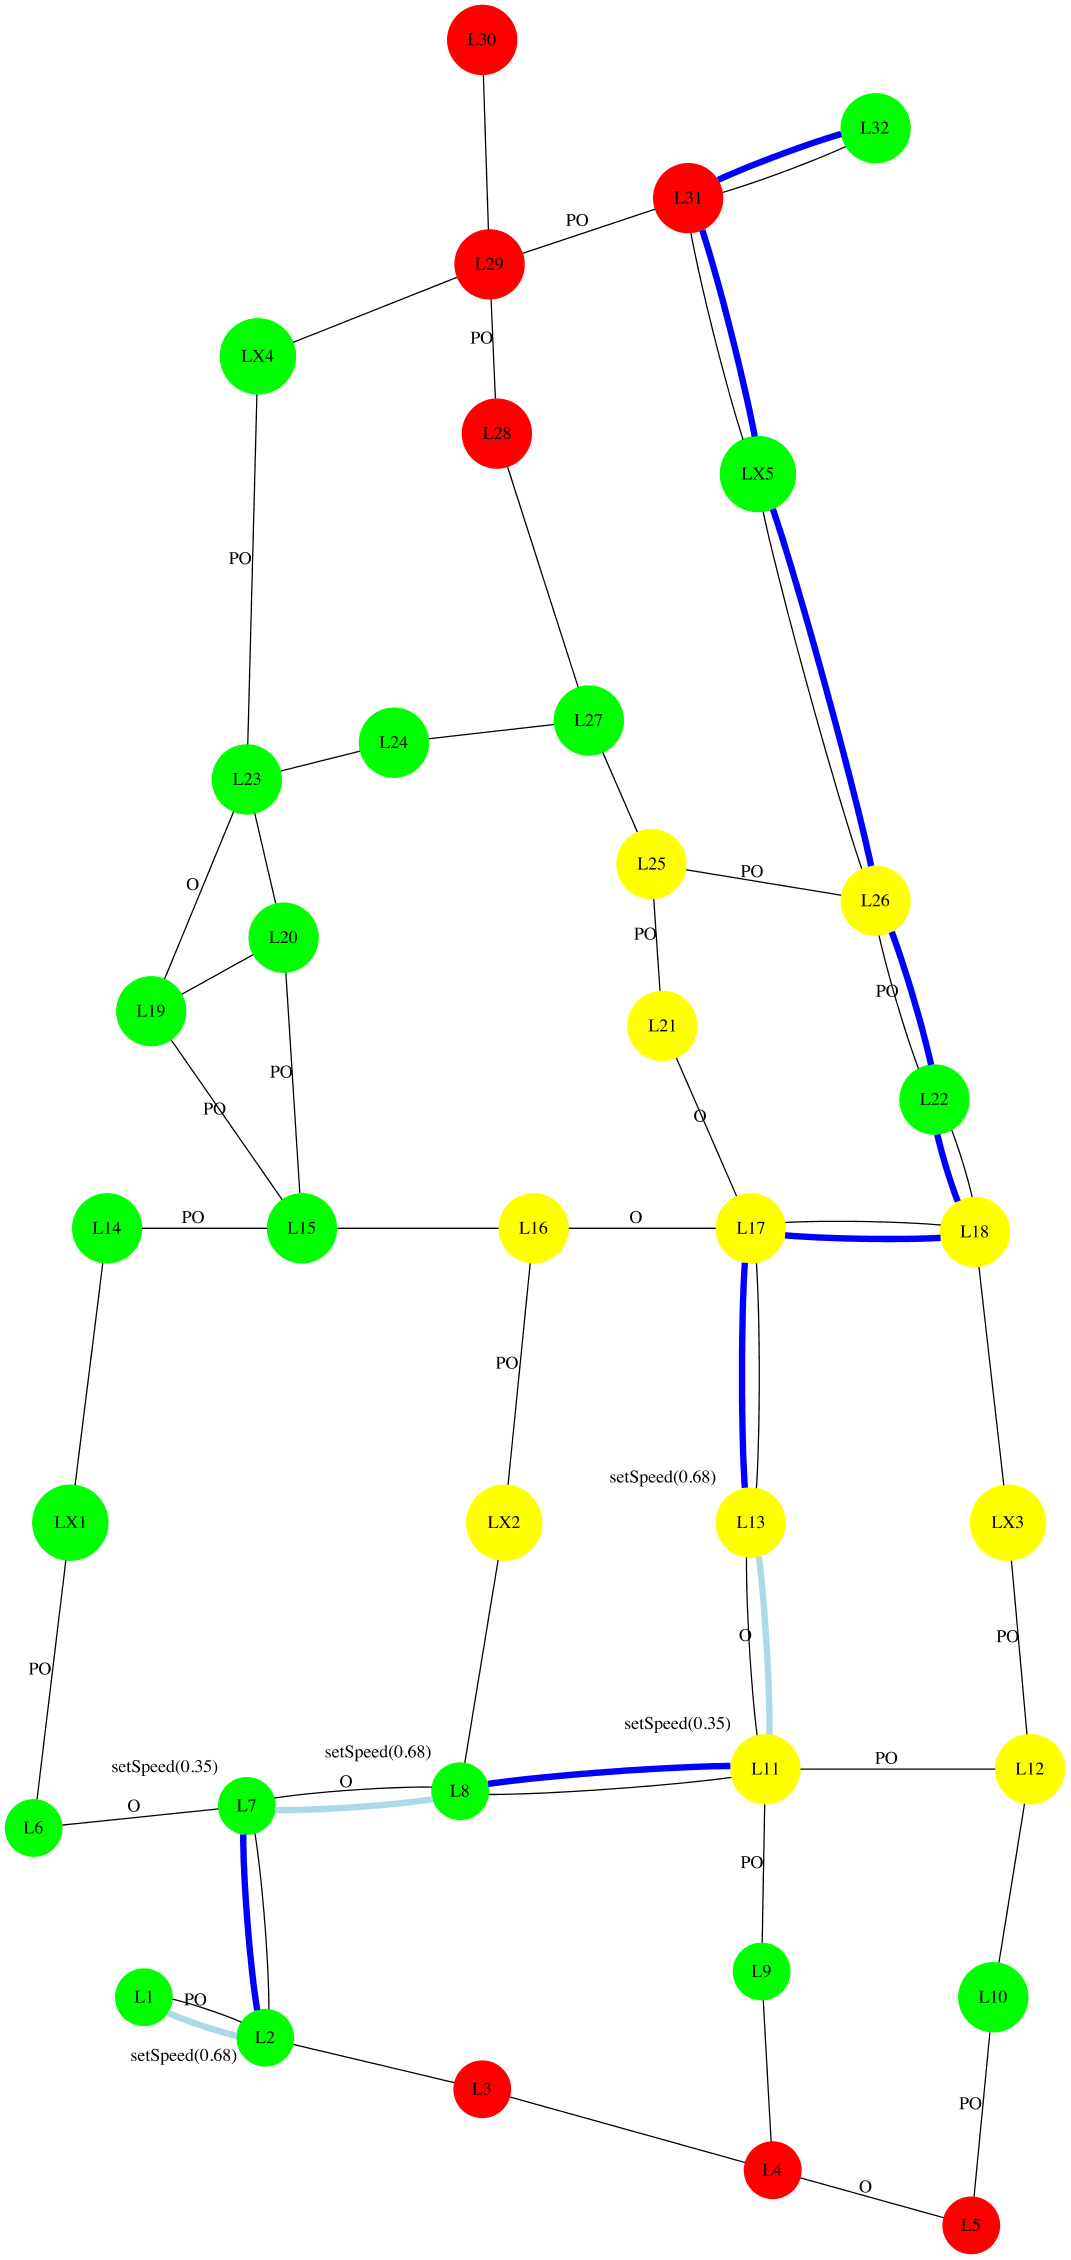 L30
L32
L31
PO
L29
PO
LX4
L28
LX5
PO
L27
L24
L23
L25
PO
O
L26
PO
L20
PO
L19
L21
PO
L22
PO
O
L14
PO
L15
L16
O
L17
L18
PO
setSpeed(0.68)
LX1
LX2
L13
LX3
O
PO
PO
setSpeed(0.35)
setSpeed(0.68)
setSpeed(0.35)
PO
L11
L12
O
L8
O
L7
L6
PO
L9
L1
PO
L10
L2
setSpeed(0.68)
L3
PO
L4
O
L5